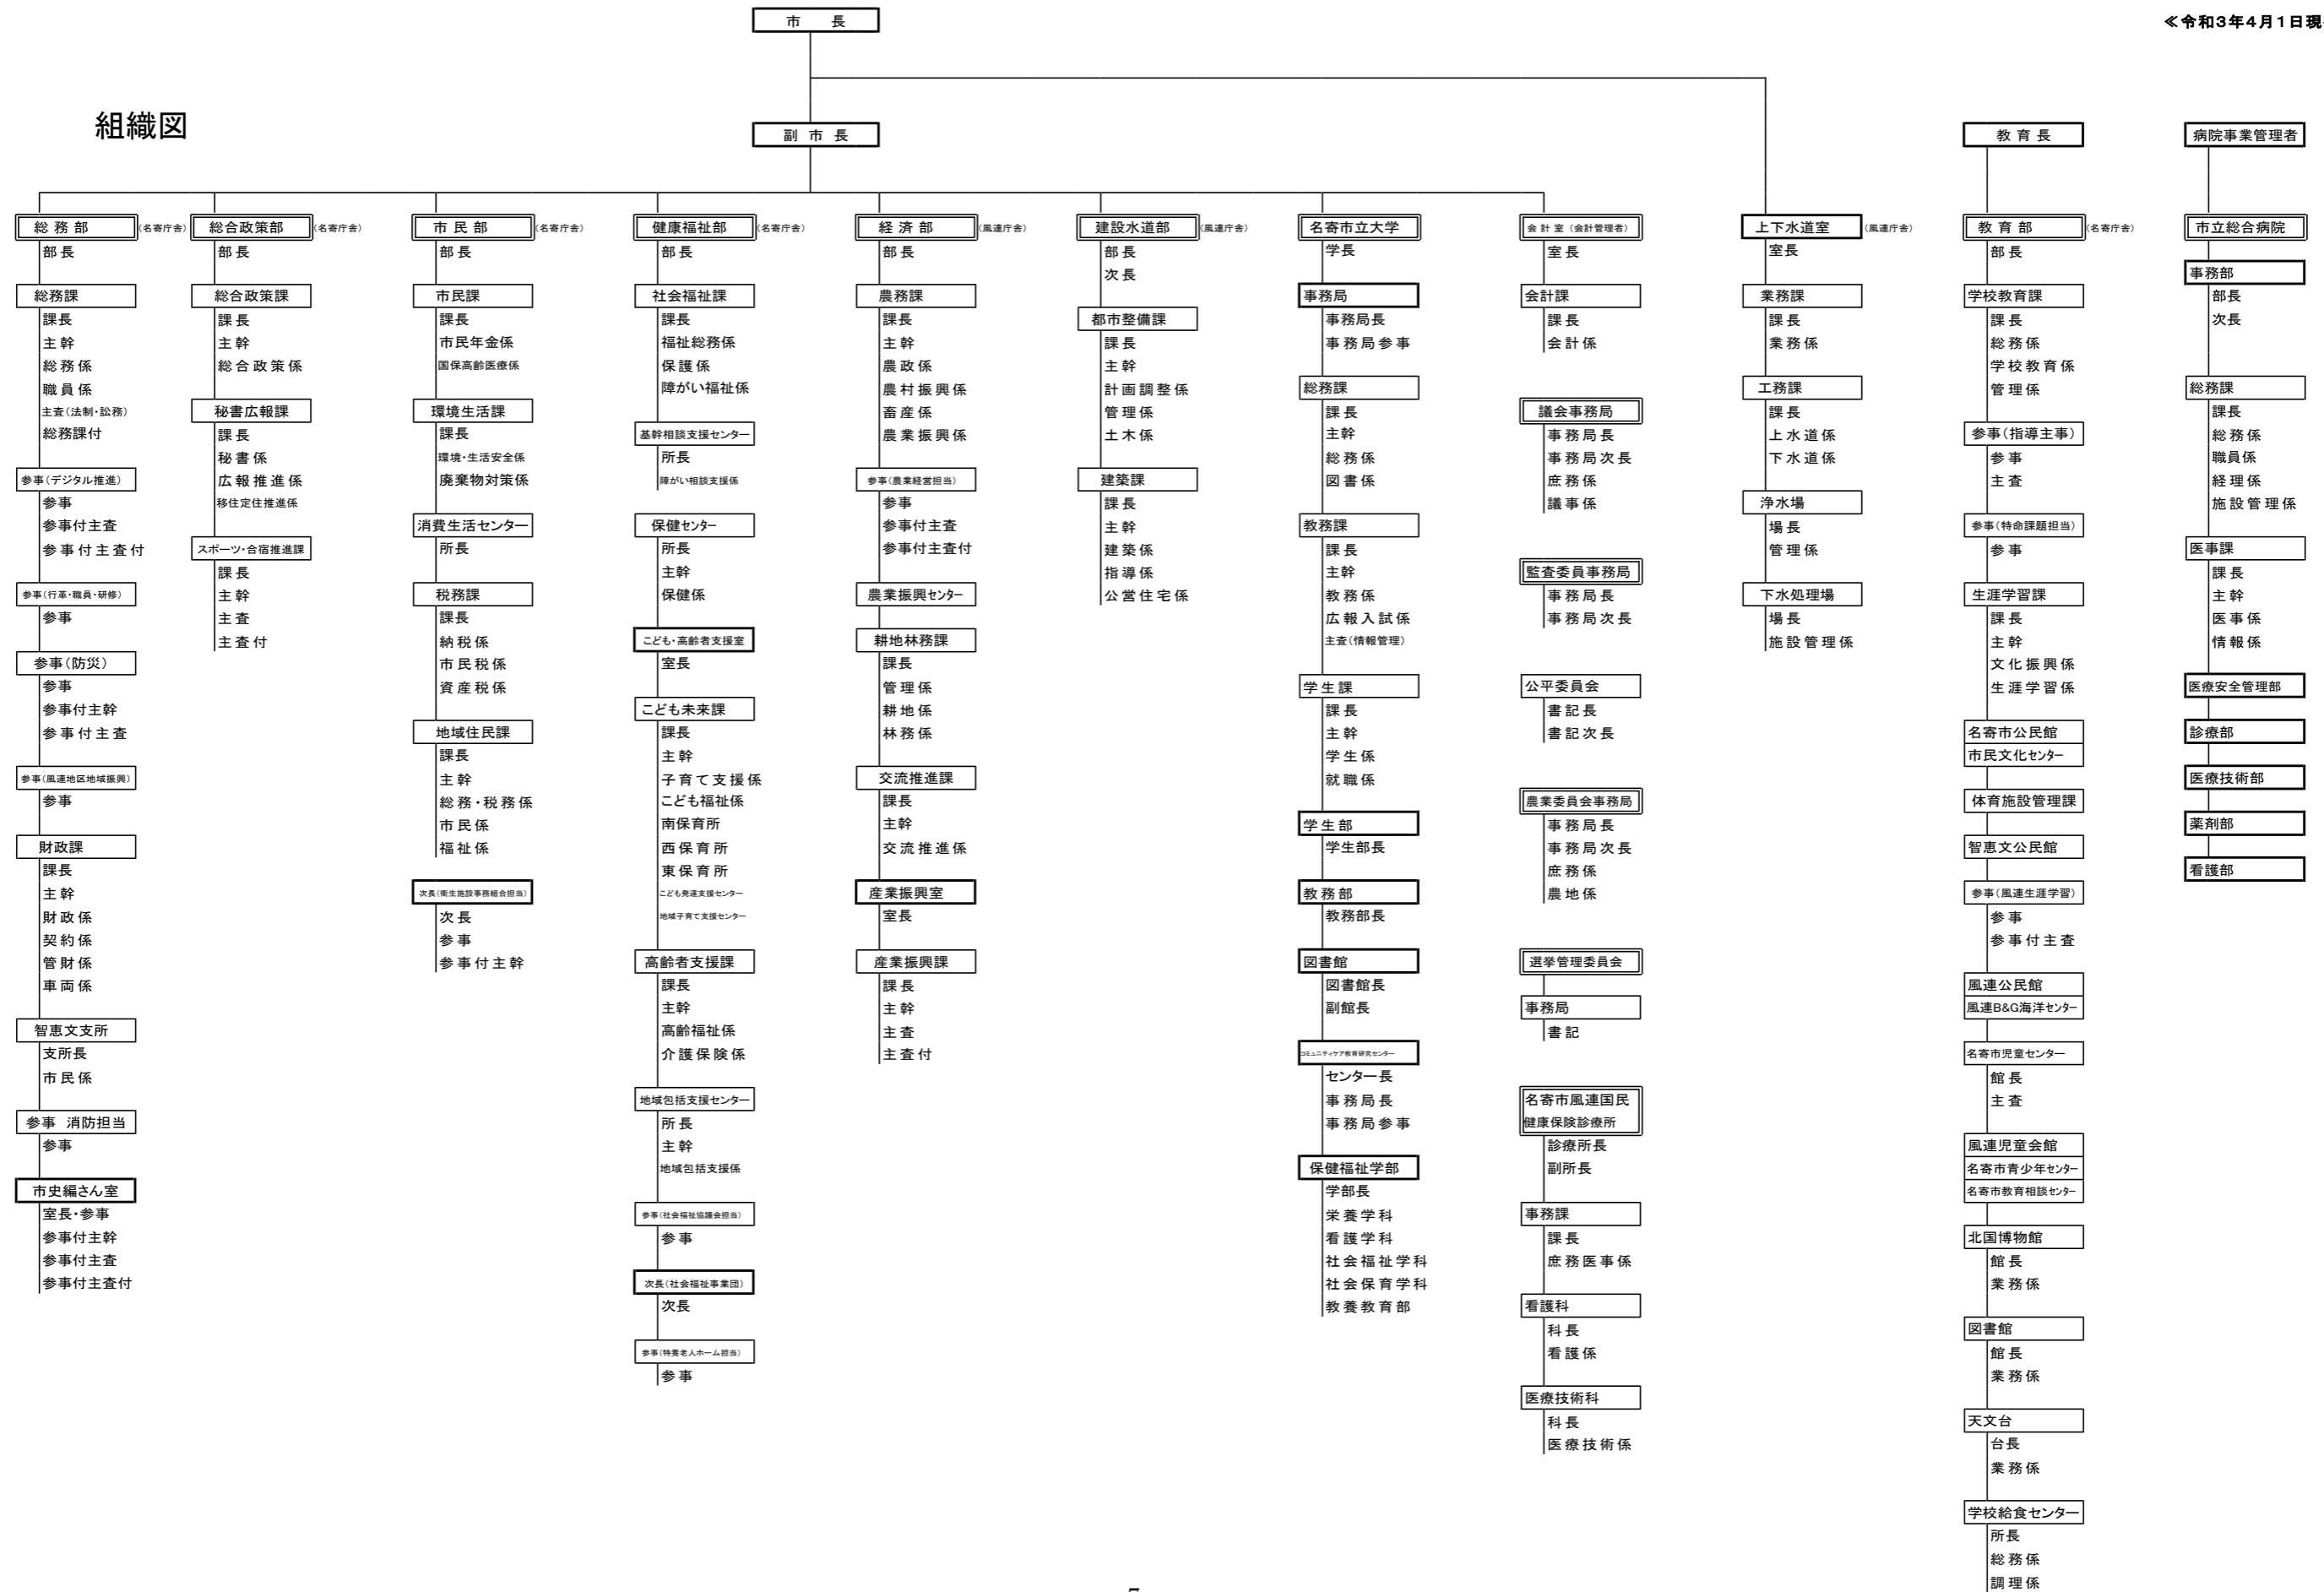 市　長
≪令和3年4月1日現
組織図
副 市 長
教 育 長
病院事業管理者
総 務 部
(名寄庁舎)
部 長
総務課
課 長
主 幹
総 務 係
職 員 係
主査(法制・訟務)
総務課付
参事(デジタル推進)
参事
参事付主査
参事付主査付
参事(行革・職員・研修)
参事
参事(防災)
参事
参事付主幹
参事付主査
参事(風連地区地域振興)
参事
財政課
課長
主 幹
財政係
契約係
管財係
車両係
智恵文支所
支所長
市民係
参事 消防担当
参事
市史編さん室
室長・参事
参事付主幹
参事付主査
参事付主査付
総合政策部
(名寄庁舎)
部 長
総合政策課
課 長
主 幹
総合政策係
秘書広報課
課 長
秘書係
広報推進係
移住定住推進係
スポーツ・合宿推進課
課 長
主 幹
主 査
主査付
市 民 部
(名寄庁舎)
部 長
市民課
課長
市民年金係
国保高齢医療係
環境生活課
課長
環境・生活安全係
廃棄物対策係
消費生活センター
所長
税務課
課長
納税係
市民税係
資産税係
地域住民課
課長
主 幹
総務・税務係
市民係
福祉係
次長(衛生施設事務組合担当)
次 長
参 事
参事付主幹
健康福祉部
(名寄庁舎)
部 長
社会福祉課
課長
福祉総務係
保護係
障がい福祉係
基幹相談支援センター
所長
障がい相談支援係
保健センター
所長
主幹
保健係
こども・高齢者支援室
室長
こども未来課
課長
主 幹
子育て支援係
こども福祉係
南保育所
西保育所
東保育所
こども発達支援センター
地域子育て支援センター
高齢者支援課
課長
主幹
高齢福祉係
介護保険係
地域包括支援センター
所 長
主 幹
地域包括支援係
参事(社会福祉協議会担当)
参 事
次長(社会福祉事業団)
次長
参事(特養老人ホーム担当)
参 事
経 済 部
(風連庁舎)
部 長
農務課
課長
主 幹
農政係
農村振興係
畜産係
農業振興係
参事(農業経営担当)
参事
参事付主査
参事付主査付
農業振興センター
耕地林務課
課長
管理係
耕地係
林務係
交流推進課
課長
主幹
交流推進係
産業振興室
室長
産業振興課
課長
主 幹
主 査
主査付
建設水道部
(風連庁舎)
部 長
次 長
都市整備課
課 長
主 幹
計画調整係
管理係
土木係
建築課
課 長
主 幹
建築係
指導係
公営住宅係
名寄市立大学
学長
事務局
事務局長
事務局参事
総務課
課 長
主幹
総務係
図書係
教務課
課 長
主幹
教務係
広報入試係
主査(情報管理)
学生課
課 長
主 幹
学生係
就職係
学生部
学生部長
教務部
教務部長
図書館
図書館長
副館長
コミュニティケア教育研究センター
センター長
事務局長
事務局参事
保健福祉学部
学部長
栄養学科
看護学科
社会福祉学科
社会保育学科
教養教育部
会 計 室 (会計管理者)
室 長
会計課
課 長
会計係
議会事務局
事務局長
事務局次長
庶務係
議事係
監査委員事務局
事務局長
事務局次長
公平委員会
書記長
書記次長
農業委員会事務局
事務局長
事務局次長
庶務係
農地係
選挙管理委員会
事務局
書記
名寄市風連国民
健康保険診療所
診療所長
副所長
事務課
課 長
庶務医事係
看護科
科 長
看護係
医療技術科
科 長
医療技術係
上下水道室
(風連庁舎)
室長
業務課
課 長
業務係
工務課
課 長
上水道係
下水道係
浄水場
場長
管理係
下水処理場
場長
施設管理係
教 育 部
(名寄庁舎)
部 長
学校教育課
課 長
総務係
学校教育係
管理係
参事(指導主事)
参 事
主 査
参事(特命課題担当)
参 事
生涯学習課
課 長
主 幹
文化振興係
生涯学習係
名寄市公民館
市民文化センター
体育施設管理課
智恵文公民館
参事(風連生涯学習)
参 事
参事付主査
風連公民館
風連B&G海洋センター
名寄市児童センター
館 長
主 査
風連児童会館
名寄市青少年センター
名寄市教育相談センター
北国博物館
館 長
業務係
図書館
館 長
業務係
天文台
台長
業務係
学校給食センター
所長
総務係
調理係
市立総合病院
事務部
部長
次長
総務課
課長
総務係
職員係
経理係
施設管理係
医事課
課長
主幹
医事係
情報係
医療安全管理部
診療部
医療技術部
薬剤部
看護部